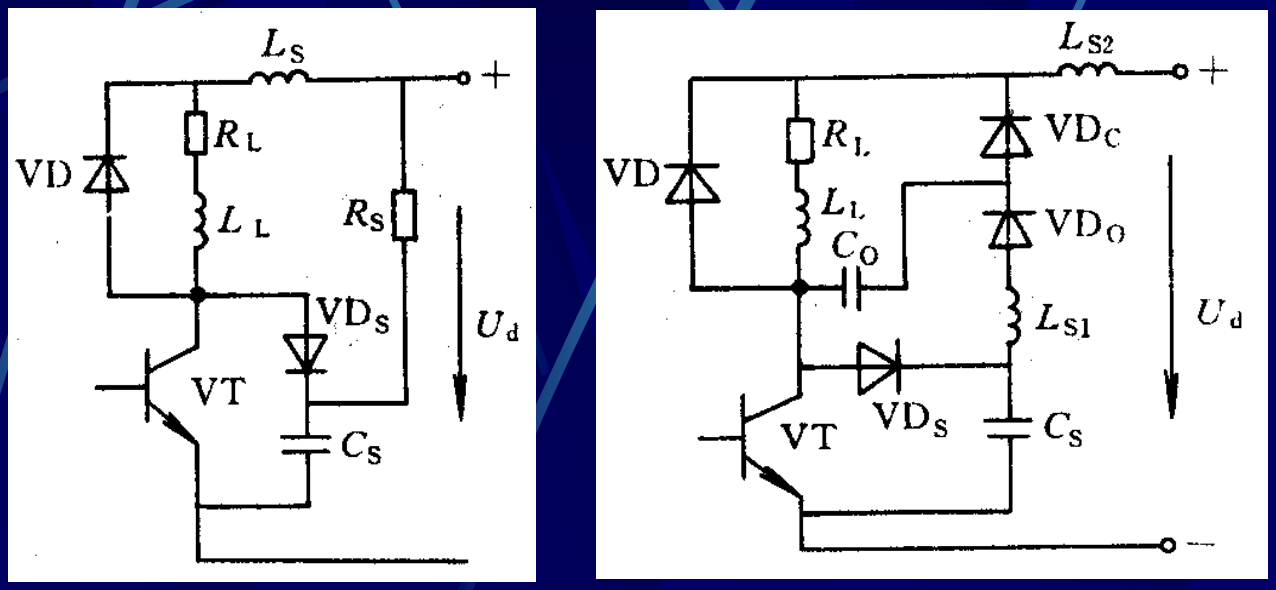 L_S
+
R_L
VD
L_L
R_S
VD_S
U_d
VT
C_S
L_S2
+
R_L
VD_C
VD
L_L
VD_O
C_O
L_S1
U_d
VD_S
VT
C_S
—